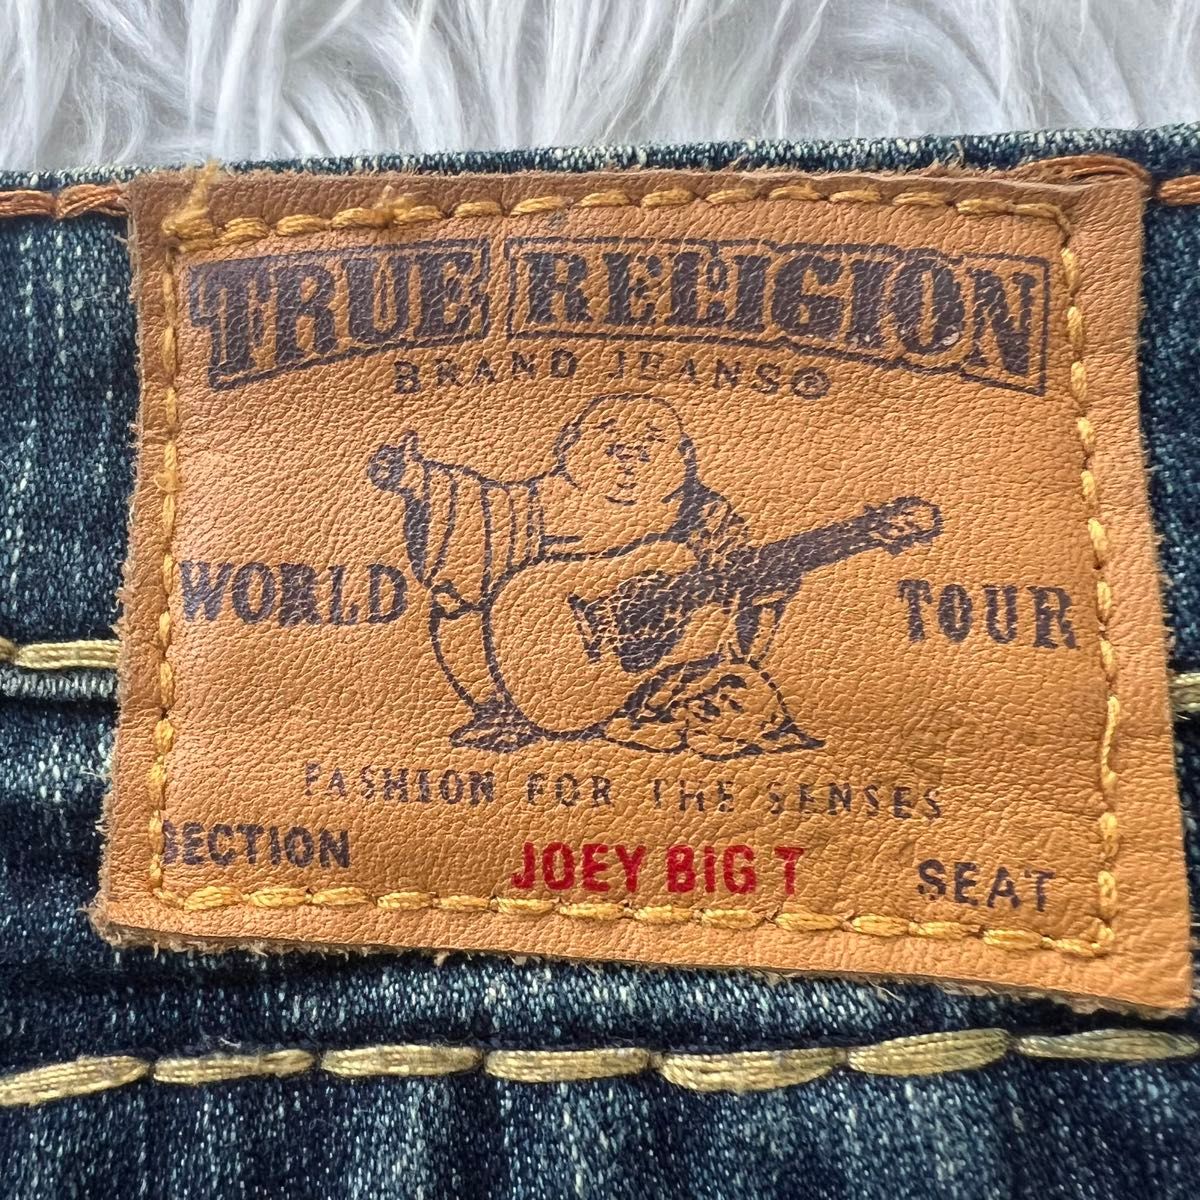 TRUE RELIGION
BRAND JEANS®
WORLD TOUR
FASHION FOR THE SENSES
SECTION JOEY BIG T SEAT